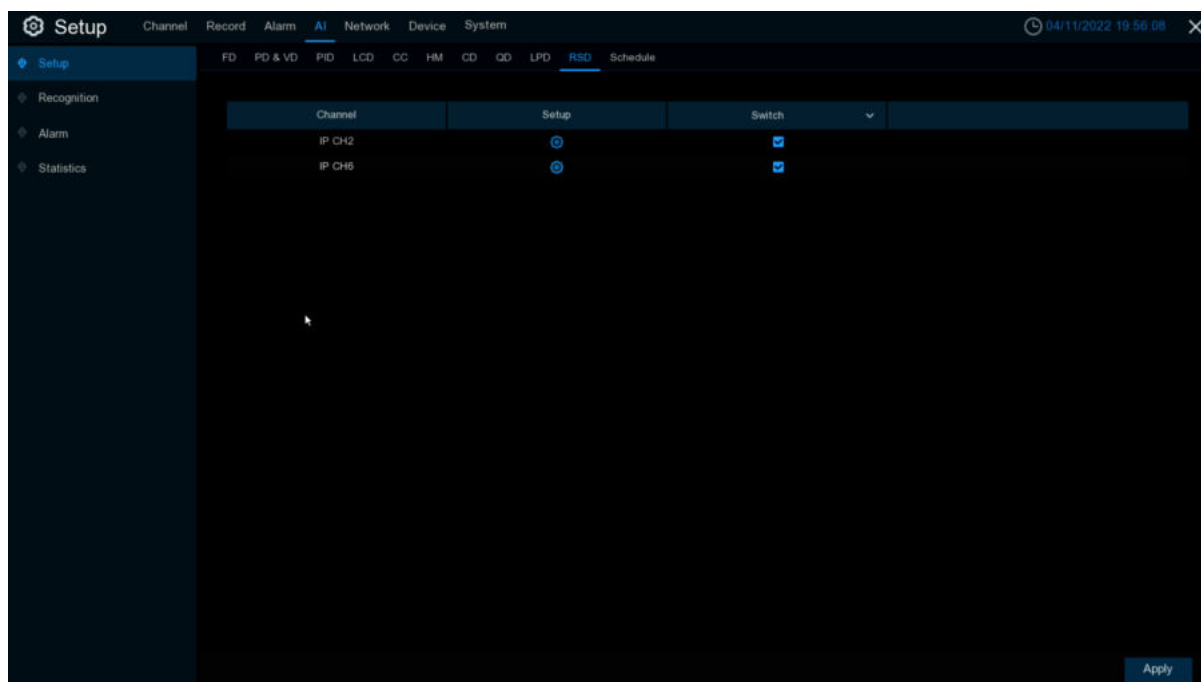 Setup Channel Record Alarm AI Network Device System 04/11/2022 19:56:08
Setup
Recognition
Alarm
Statistics
FD PD & VD PID LCD CC HM CD QD LPD RSD Schedule
Channel Setup Switch
IP CH2
IP CH6
Apply